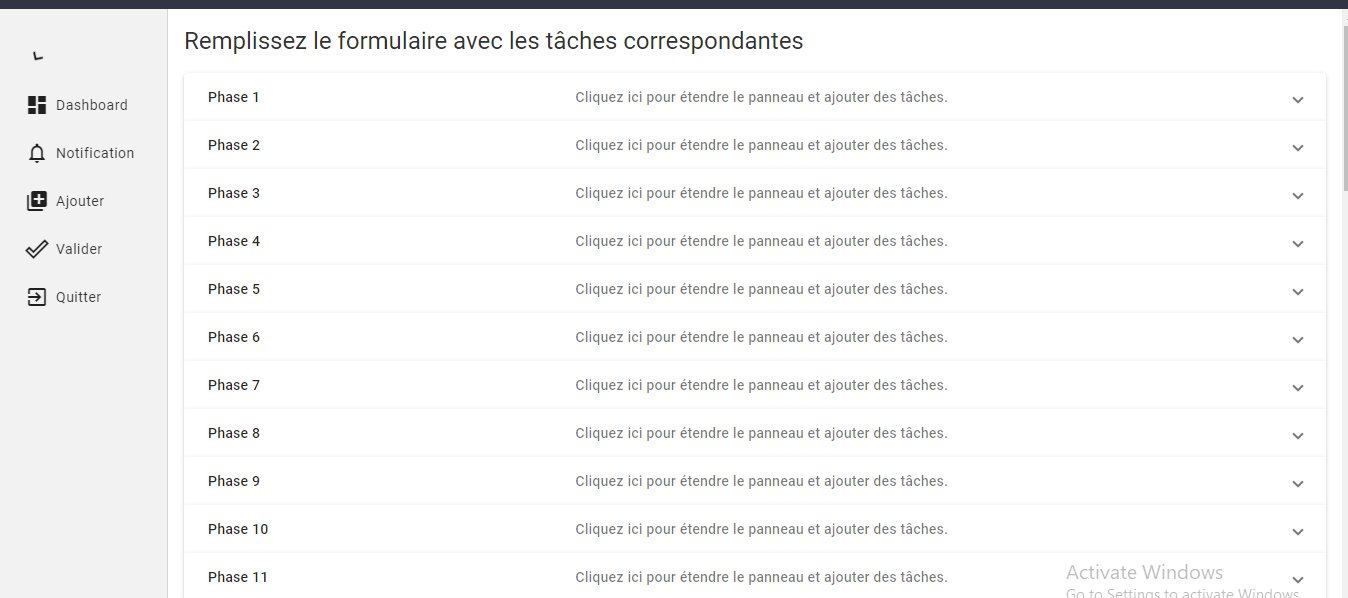 Remplissez le formulaire avec les tâches correspondantes
Dashboard
Notification
Ajouter
Valider
Quitter
Phase 1 Cliquez ici pour étendre le panneau et ajouter des tâches.
Phase 2 Cliquez ici pour étendre le panneau et ajouter des tâches.
Phase 3 Cliquez ici pour étendre le panneau et ajouter des tâches.
Phase 4 Cliquez ici pour étendre le panneau et ajouter des tâches.
Phase 5 Cliquez ici pour étendre le panneau et ajouter des tâches.
Phase 6 Cliquez ici pour étendre le panneau et ajouter des tâches.
Phase 7 Cliquez ici pour étendre le panneau et ajouter des tâches.
Phase 8 Cliquez ici pour étendre le panneau et ajouter des tâches.
Phase 9 Cliquez ici pour étendre le panneau et ajouter des tâches.
Phase 10 Cliquez ici pour étendre le panneau et ajouter des tâches.
Phase 11 Cliquez ici pour étendre le panneau et ajouter des tâches.
Activate Windows
Go to Settings to activate Windows.